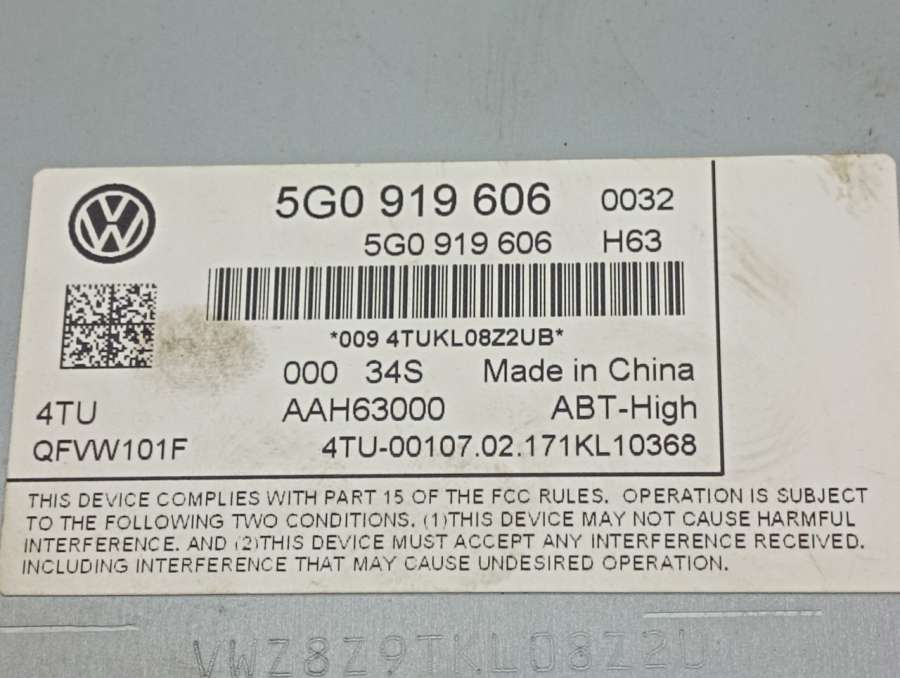 5G0 919 606 0032
5G0 919 606 H63
*009 4TUKL08Z2UB*
000 34S Made in China
4TU AAH63000 ABT-High
QFVW101F 4TU-00107.02.171KL10368
THIS DEVICE COMPLIES WITH PART 15 OF THE FCC RULES. OPERATION IS SUBJECT
TO THE FOLLOWING TWO CONDITIONS. (1)THIS DEVICE MAY NOT CAUSE HARMFUL
INTERFERENCE. AND (2)THIS DEVICE MUST ACCEPT ANY INTERFERENCE RECEIVED.
INCLUDING INTERFERENCE THAT MAY CAUSE UNDESIRED OPERATION.
VWZ8Z9TKL08Z2U